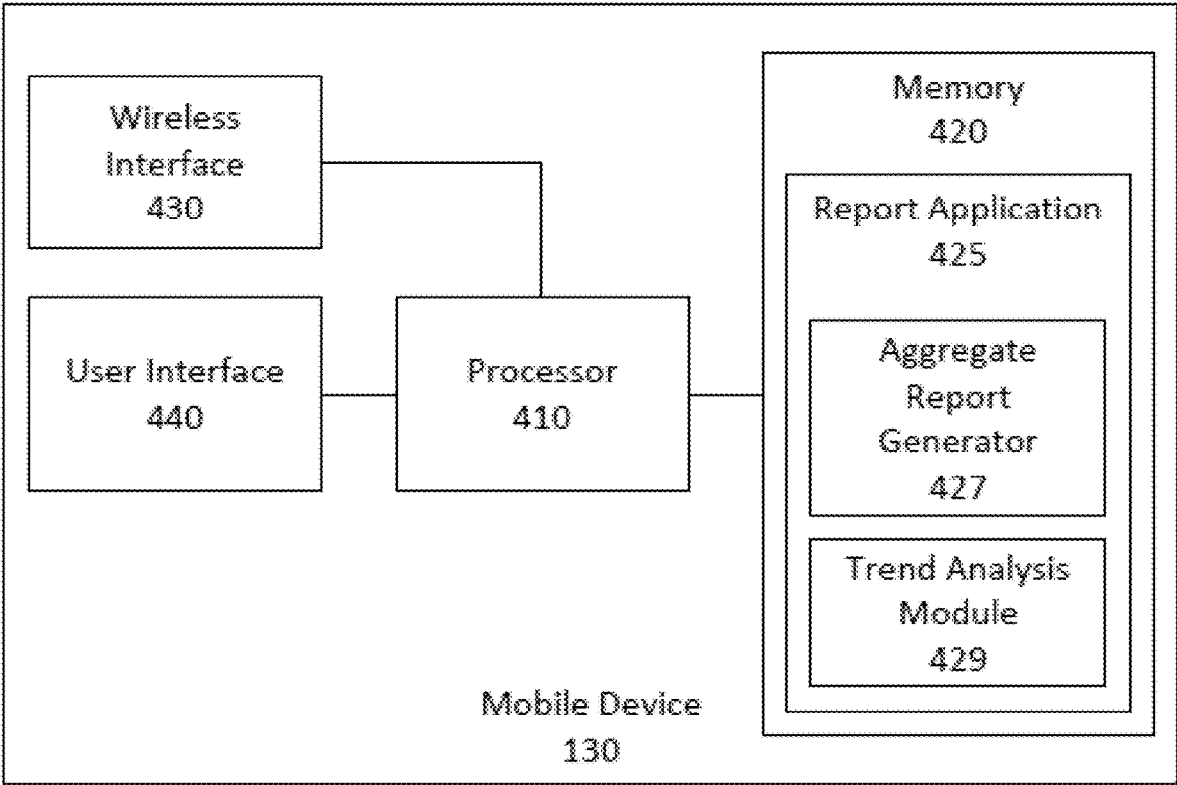 Wireless
Interface
430
User Interface
440
Processor
410
Memory
420
Report Application
425
Aggregate
Report
Generator
427
Trend Analysis
Module
429
Mobile Device
130